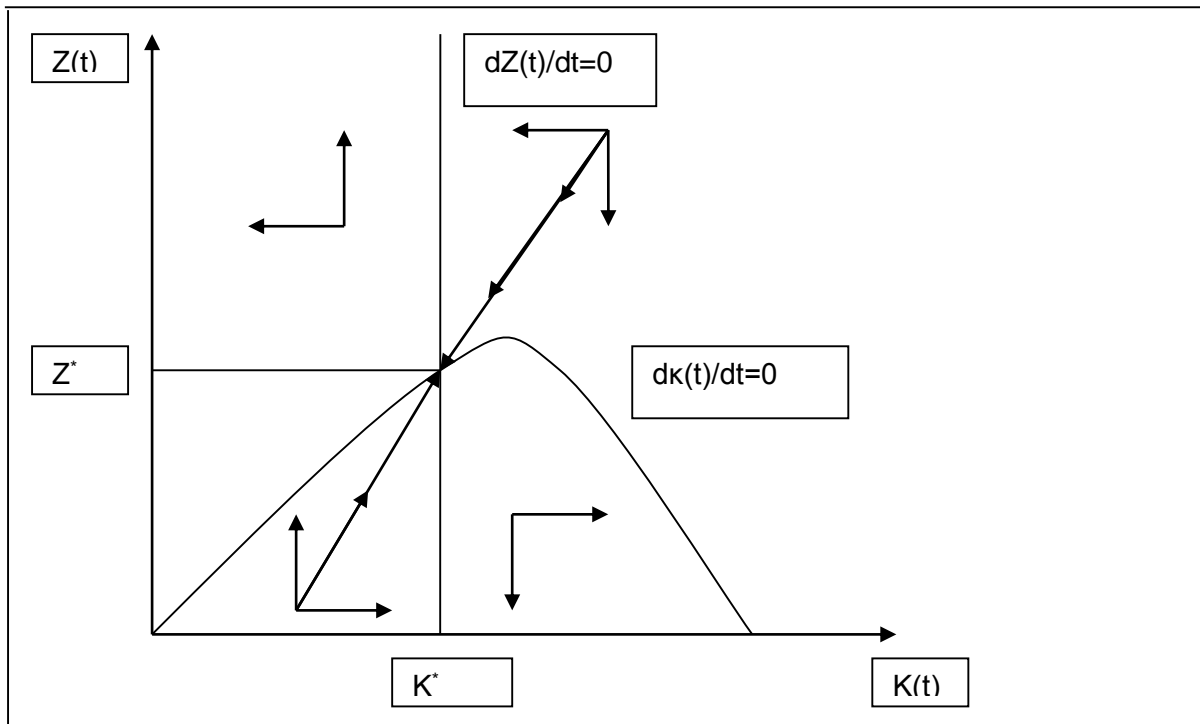 Z(t)
dZ(t)/dt=0
Z*
dκ(t)/dt=0
K*
K(t)